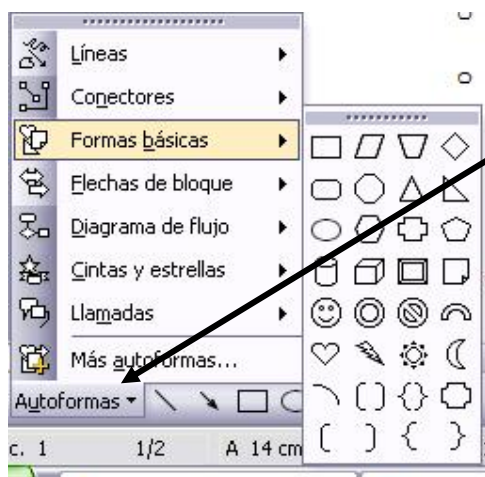 Líneas
Conectores
Formas básicas
Flechas de bloque
Diagrama de flujo
Cintas y estrellas
Llamadas
Más autoformas...
Autoformas
c. 1 1/2 A 14 cm